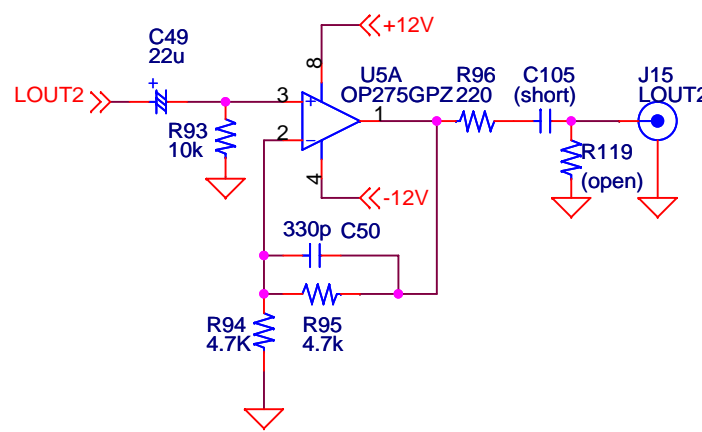 +12V
C49
22u
8
U5A
OP275GPZ
R96
220
C105
(short)
J15
LOUT2
LOUT2
+
3
+
1
R93
10k
2
-
R119
(open)
4
-12V
330p
C50
R94
4.7K
R95
4.7k